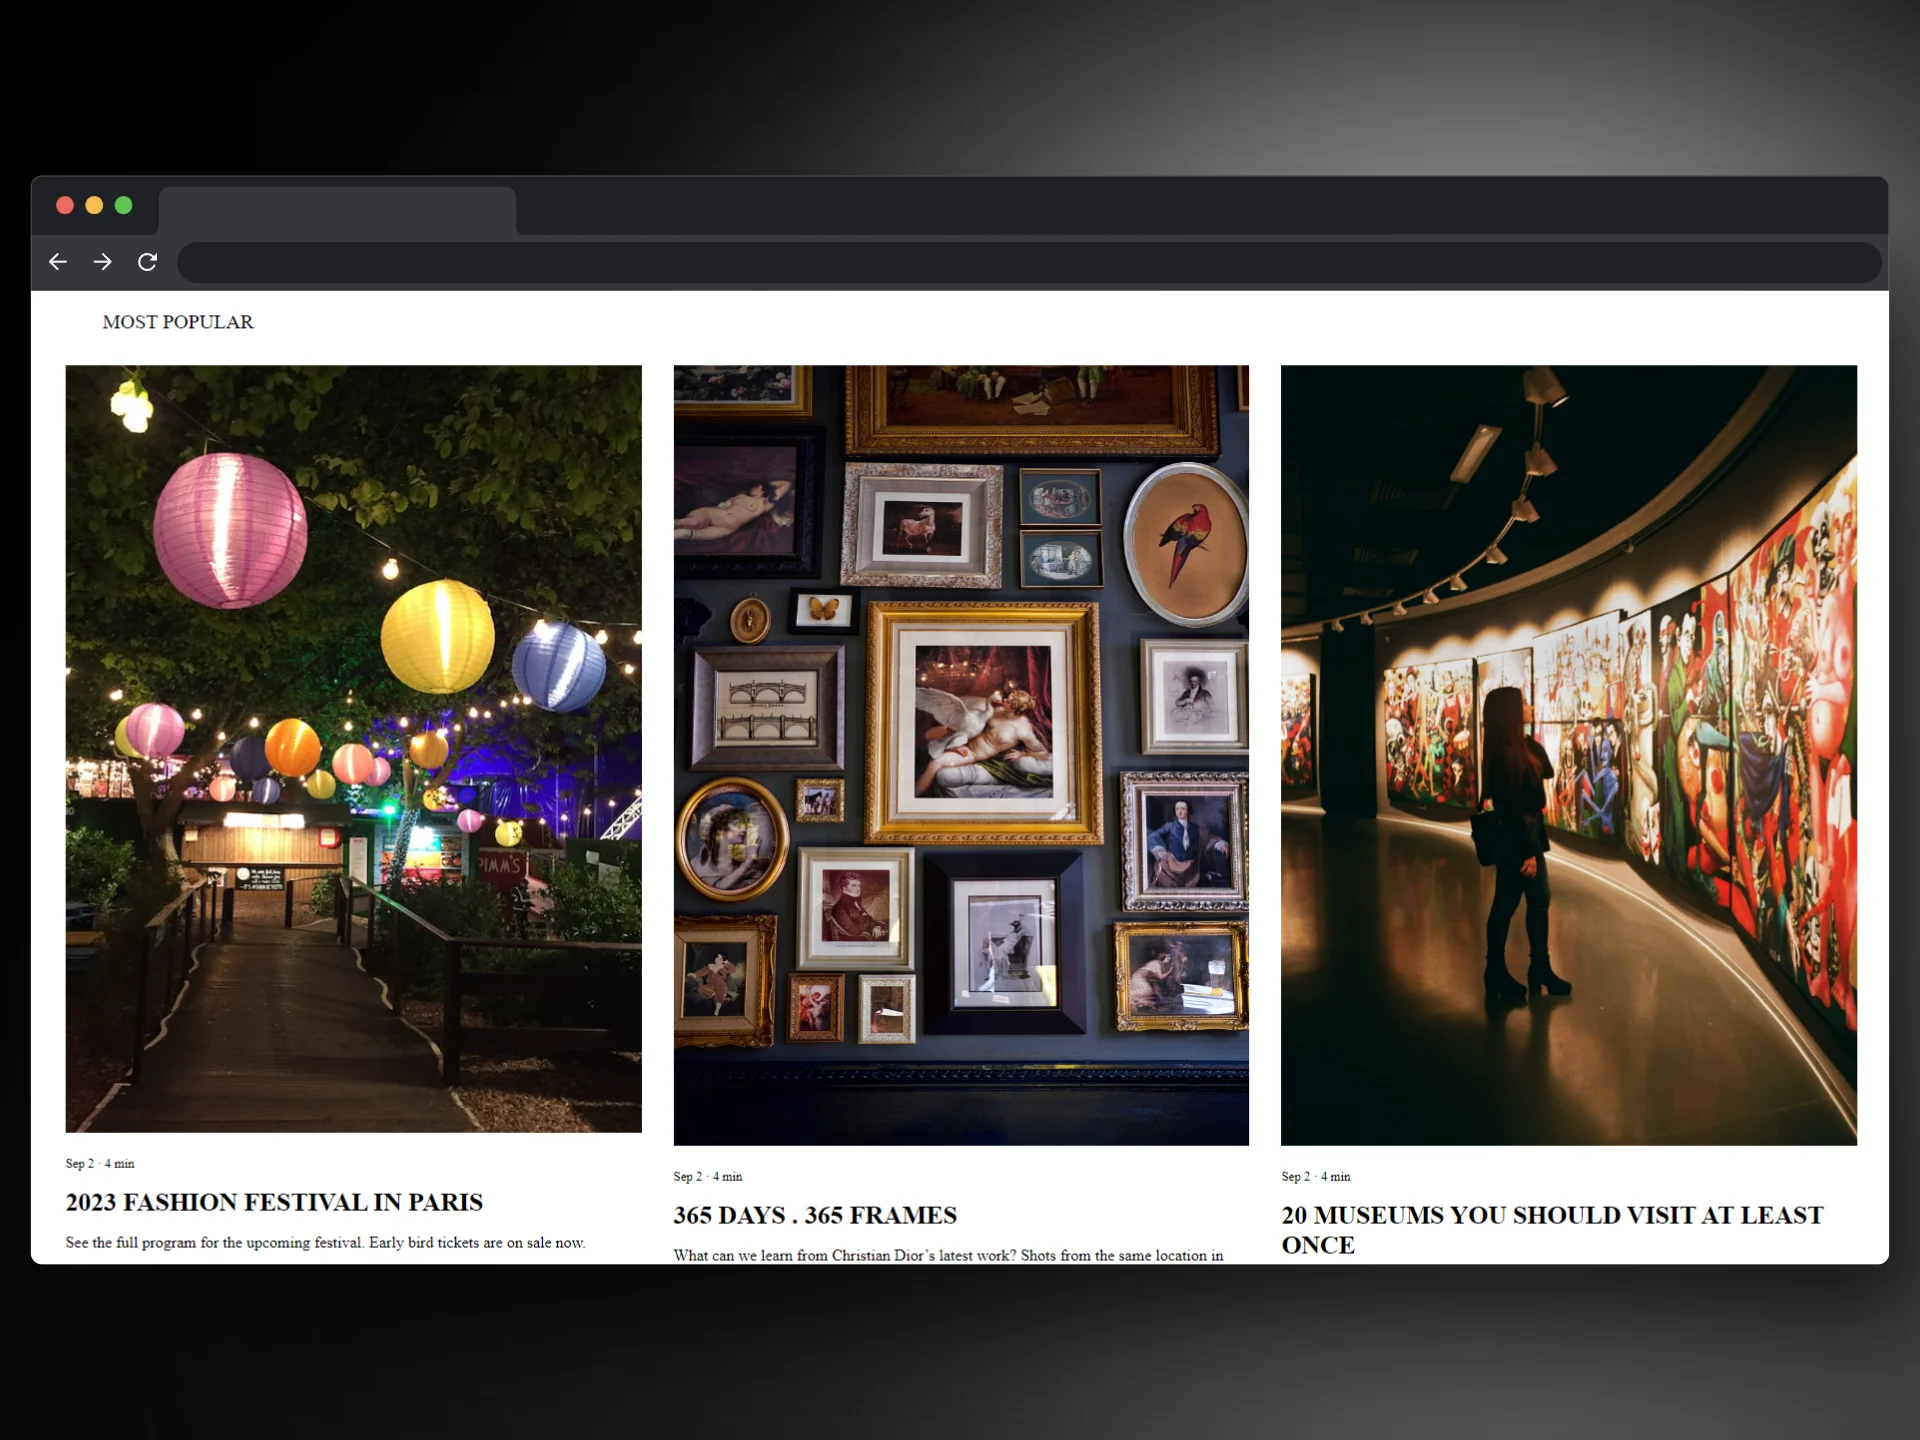 MOST POPULAR
PIMM'S
Sep 2 · 4 min
2023 FASHION FESTIVAL IN PARIS
See the full program for the upcoming festival. Early bird tickets are on sale now.
Sep 2 · 4 min
365 DAYS . 365 FRAMES
What can we learn from Christian Dior’s latest work? Shots from the same location in
Sep 2 · 4 min
20 MUSEUMS YOU SHOULD VISIT AT LEAST
ONCE